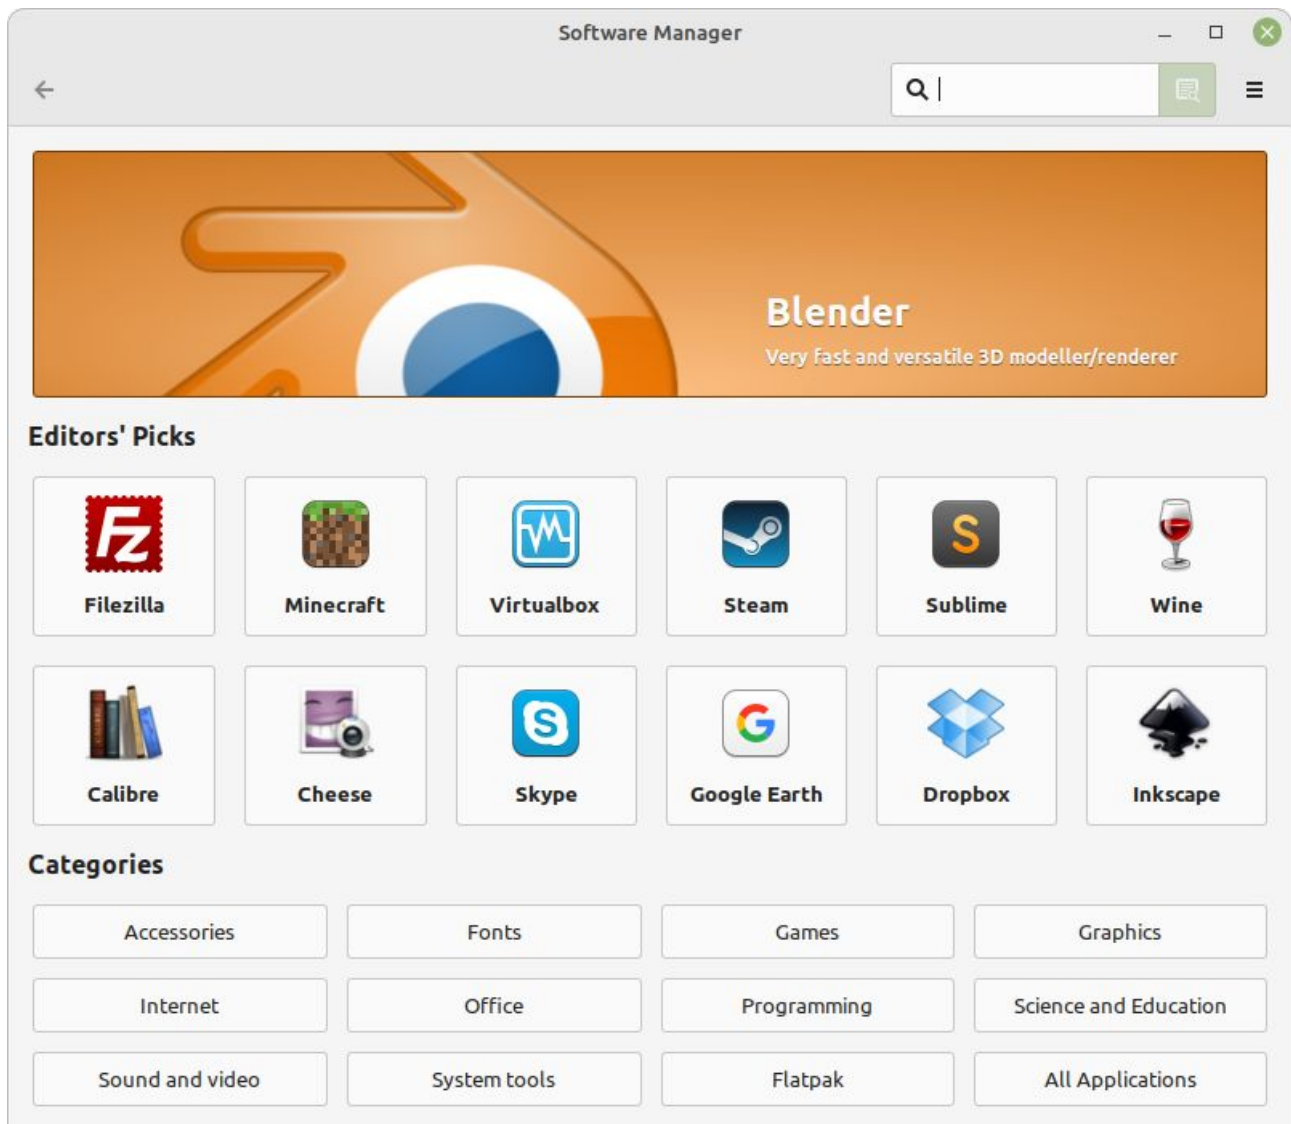 Software Manager
Blender
Very fast and versatile 3D modeller/renderer
Editors' Picks
Filezilla
Minecraft
Virtualbox
Steam
Sublime
Wine
Calibre
Cheese
Skype
Google Earth
Dropbox
Inkscape
Categories
Accessories
Fonts
Games
Graphics
Internet
Office
Programming
Science and Education
Sound and video
System tools
Flatpak
All Applications